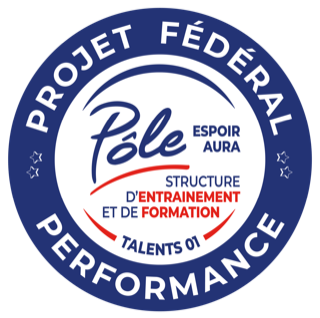 PROJET FÉDÉRAL
Pôle
ESPOIR
AURA
STRUCTURE
D'ENTRAINEMENT
ET DE FORMATION
TALENTS 01
PERFORMANCE